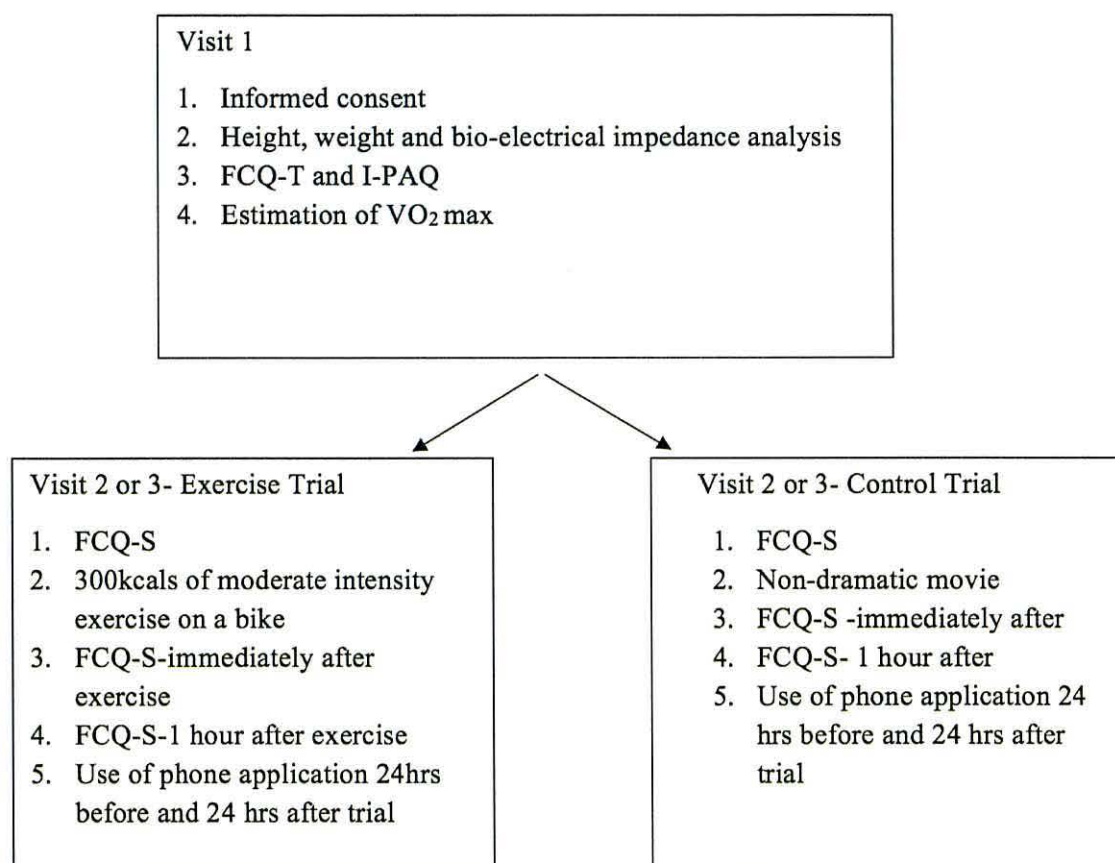 Visit 1
1. Informed consent
2. Height, weight and bio-electrical impedance analysis
3. FCQ-T and I-PAQ
4. Estimation of VO2 max
Visit 2 or 3- Exercise Trial
1. FCQ-S
2. 300kcals of moderate intensity
exercise on a bike
3. FCQ-S-immediately after
exercise
4. FCQ-S-1 hour after exercise
5. Use of phone application 24hrs
before and 24 hrs after trial
Visit 2 or 3- Control Trial
1. FCQ-S
2. Non-dramatic movie
3. FCQ-S -immediately after
4. FCQ-S- 1 hour after
5. Use of phone application 24
hrs before and 24 hrs after
trial